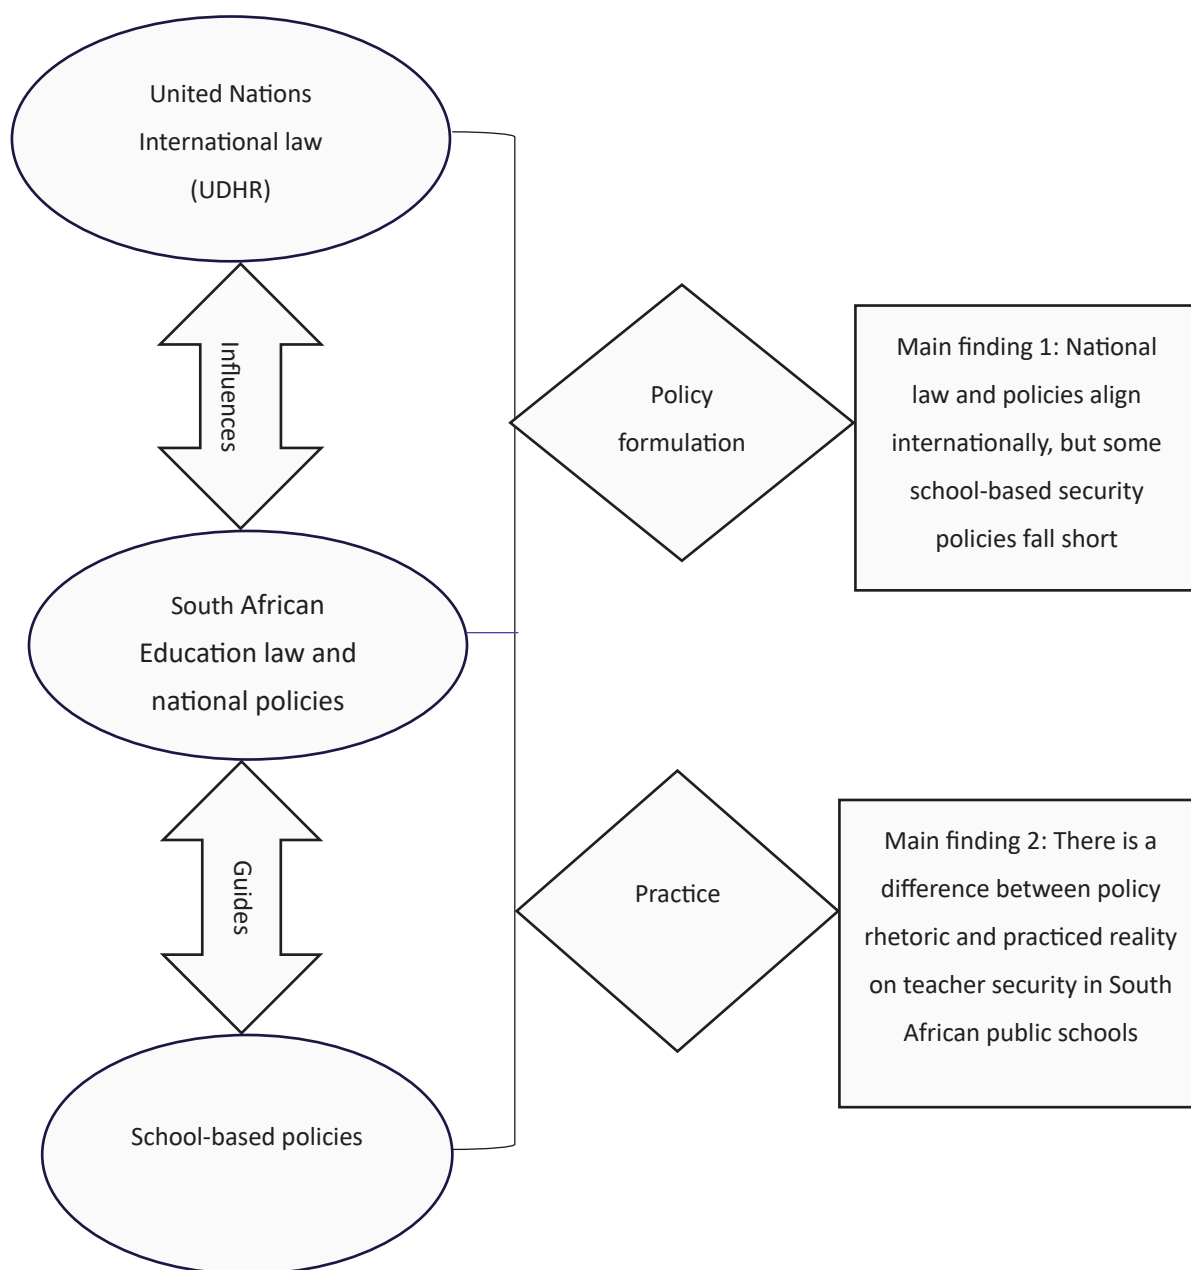 United Nations
International law
(UDHR)
Influences
South African
Education law and
national policies
Guides
School-based policies
Policy
formulation
Practice
Main finding 1: National
law and policies align
internationally, but some
school-based security
policies fall short
Main finding 2: There is a
difference between policy
rhetoric and practiced reality
on teacher security in South
African public schools